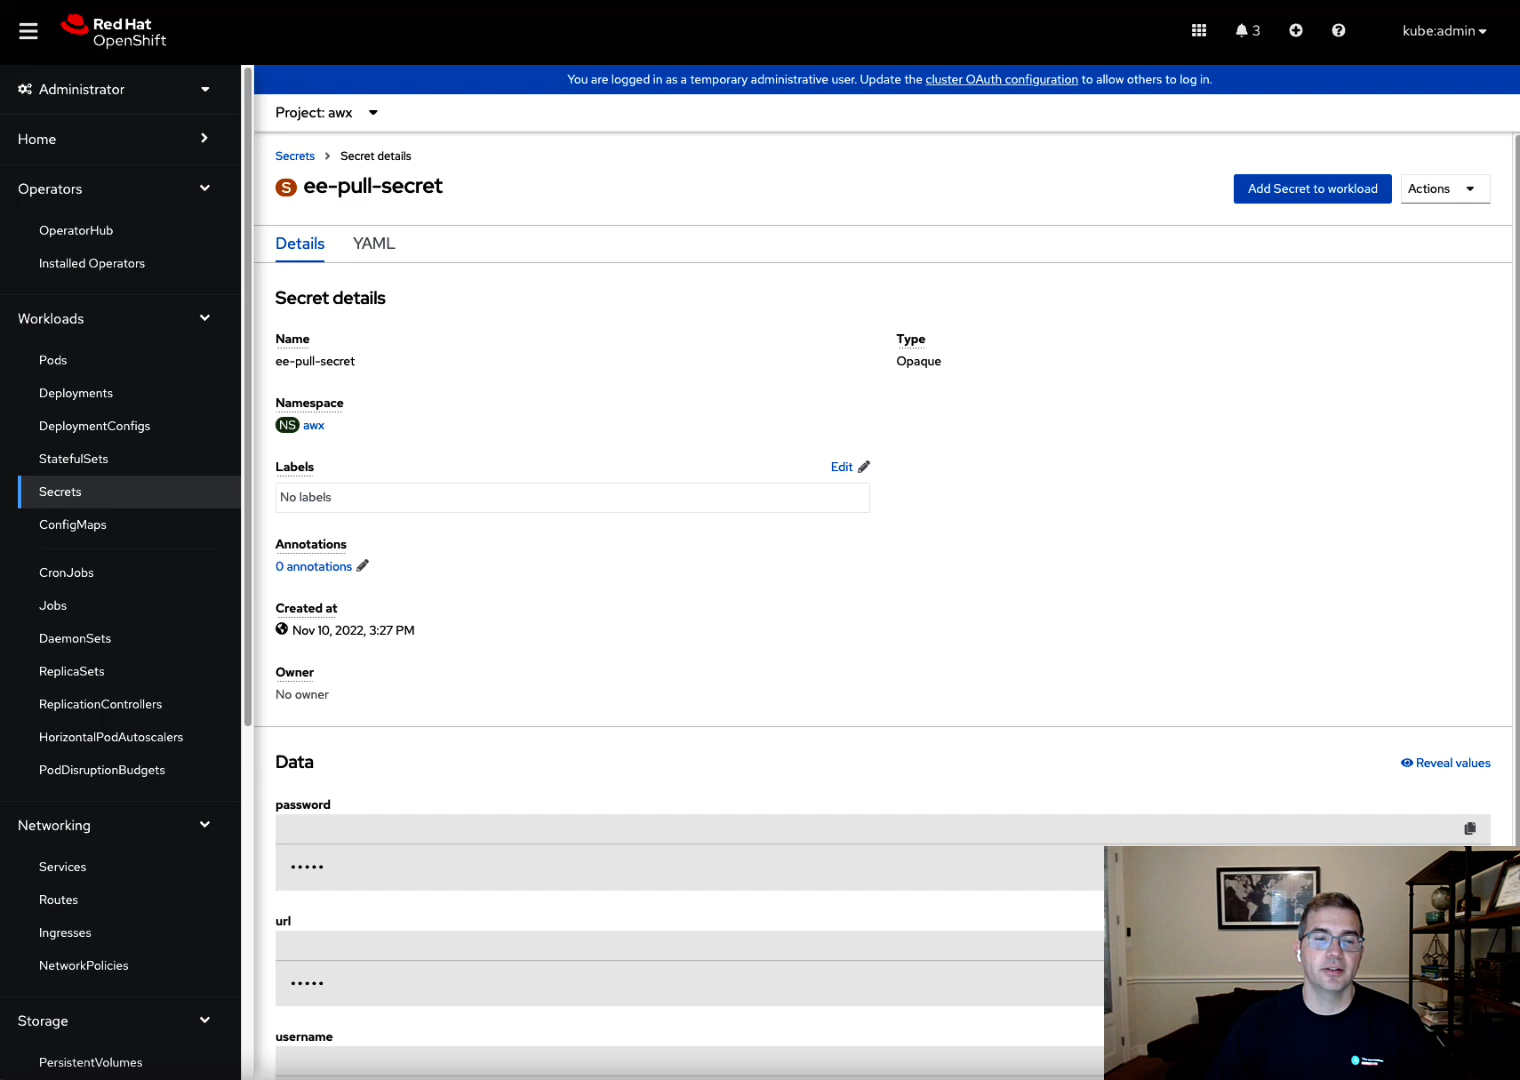 Red Hat
OpenShift
3
kube:admin
Administrator
Home
Operators
OperatorHub
Installed Operators
Workloads
Pods
Deployments
DeploymentConfigs
StatefulSets
Secrets
ConfigMaps
CronJobs
Jobs
DaemonSets
ReplicaSets
ReplicationControllers
HorizontalPodAutoscalers
PodDisruptionBudgets
Networking
Services
Routes
Ingresses
NetworkPolicies
Storage
PersistentVolumes
You are logged in as a temporary administrative user. Update the cluster OAuth configuration to allow others to log in.
Project: awx
Secrets > Secret details
S ee-pull-secret
Add Secret to workload
Actions
Details YAML
Secret details
Name
ee-pull-secret
Type
Opaque
Namespace
NS awx
Labels
Edit
No labels
Annotations
0 annotations
Created at
Nov 10, 2022, 3:27 PM
Owner
No owner
Data
Reveal values
password
•••••
url
•••••
username